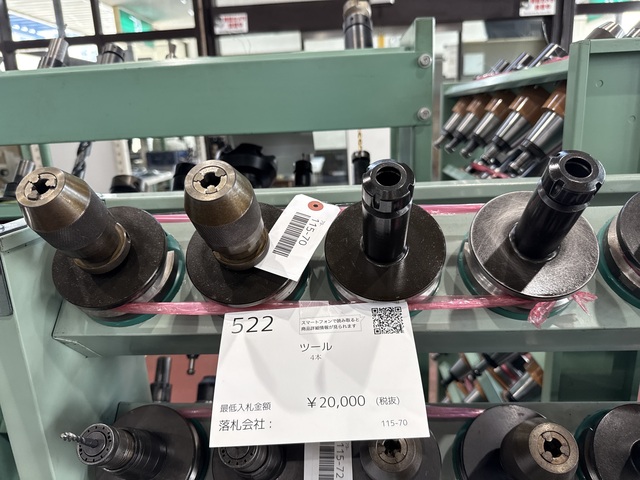 115-70
522
スマートフォンで読み取ると
商品詳細情報が見られます
ツール
4本
最低入札金額 ￥20,000 (税抜)
落札会社：
115-70
115-72